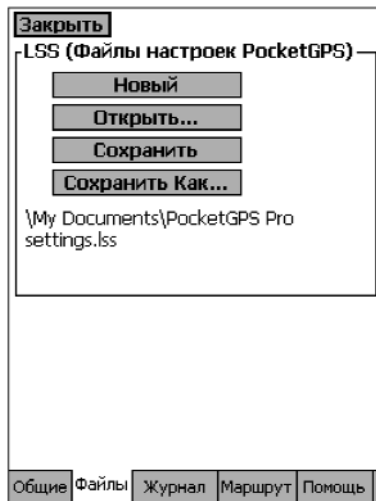 Закрыть
LSS (Файлы настроек PocketGPS)
Новый
Открыть...
Сохранить
Сохранить Как...
\My Documents\PocketGPS Pro
settings.lss
Общие Файлы Журнал Маршрут Помощь